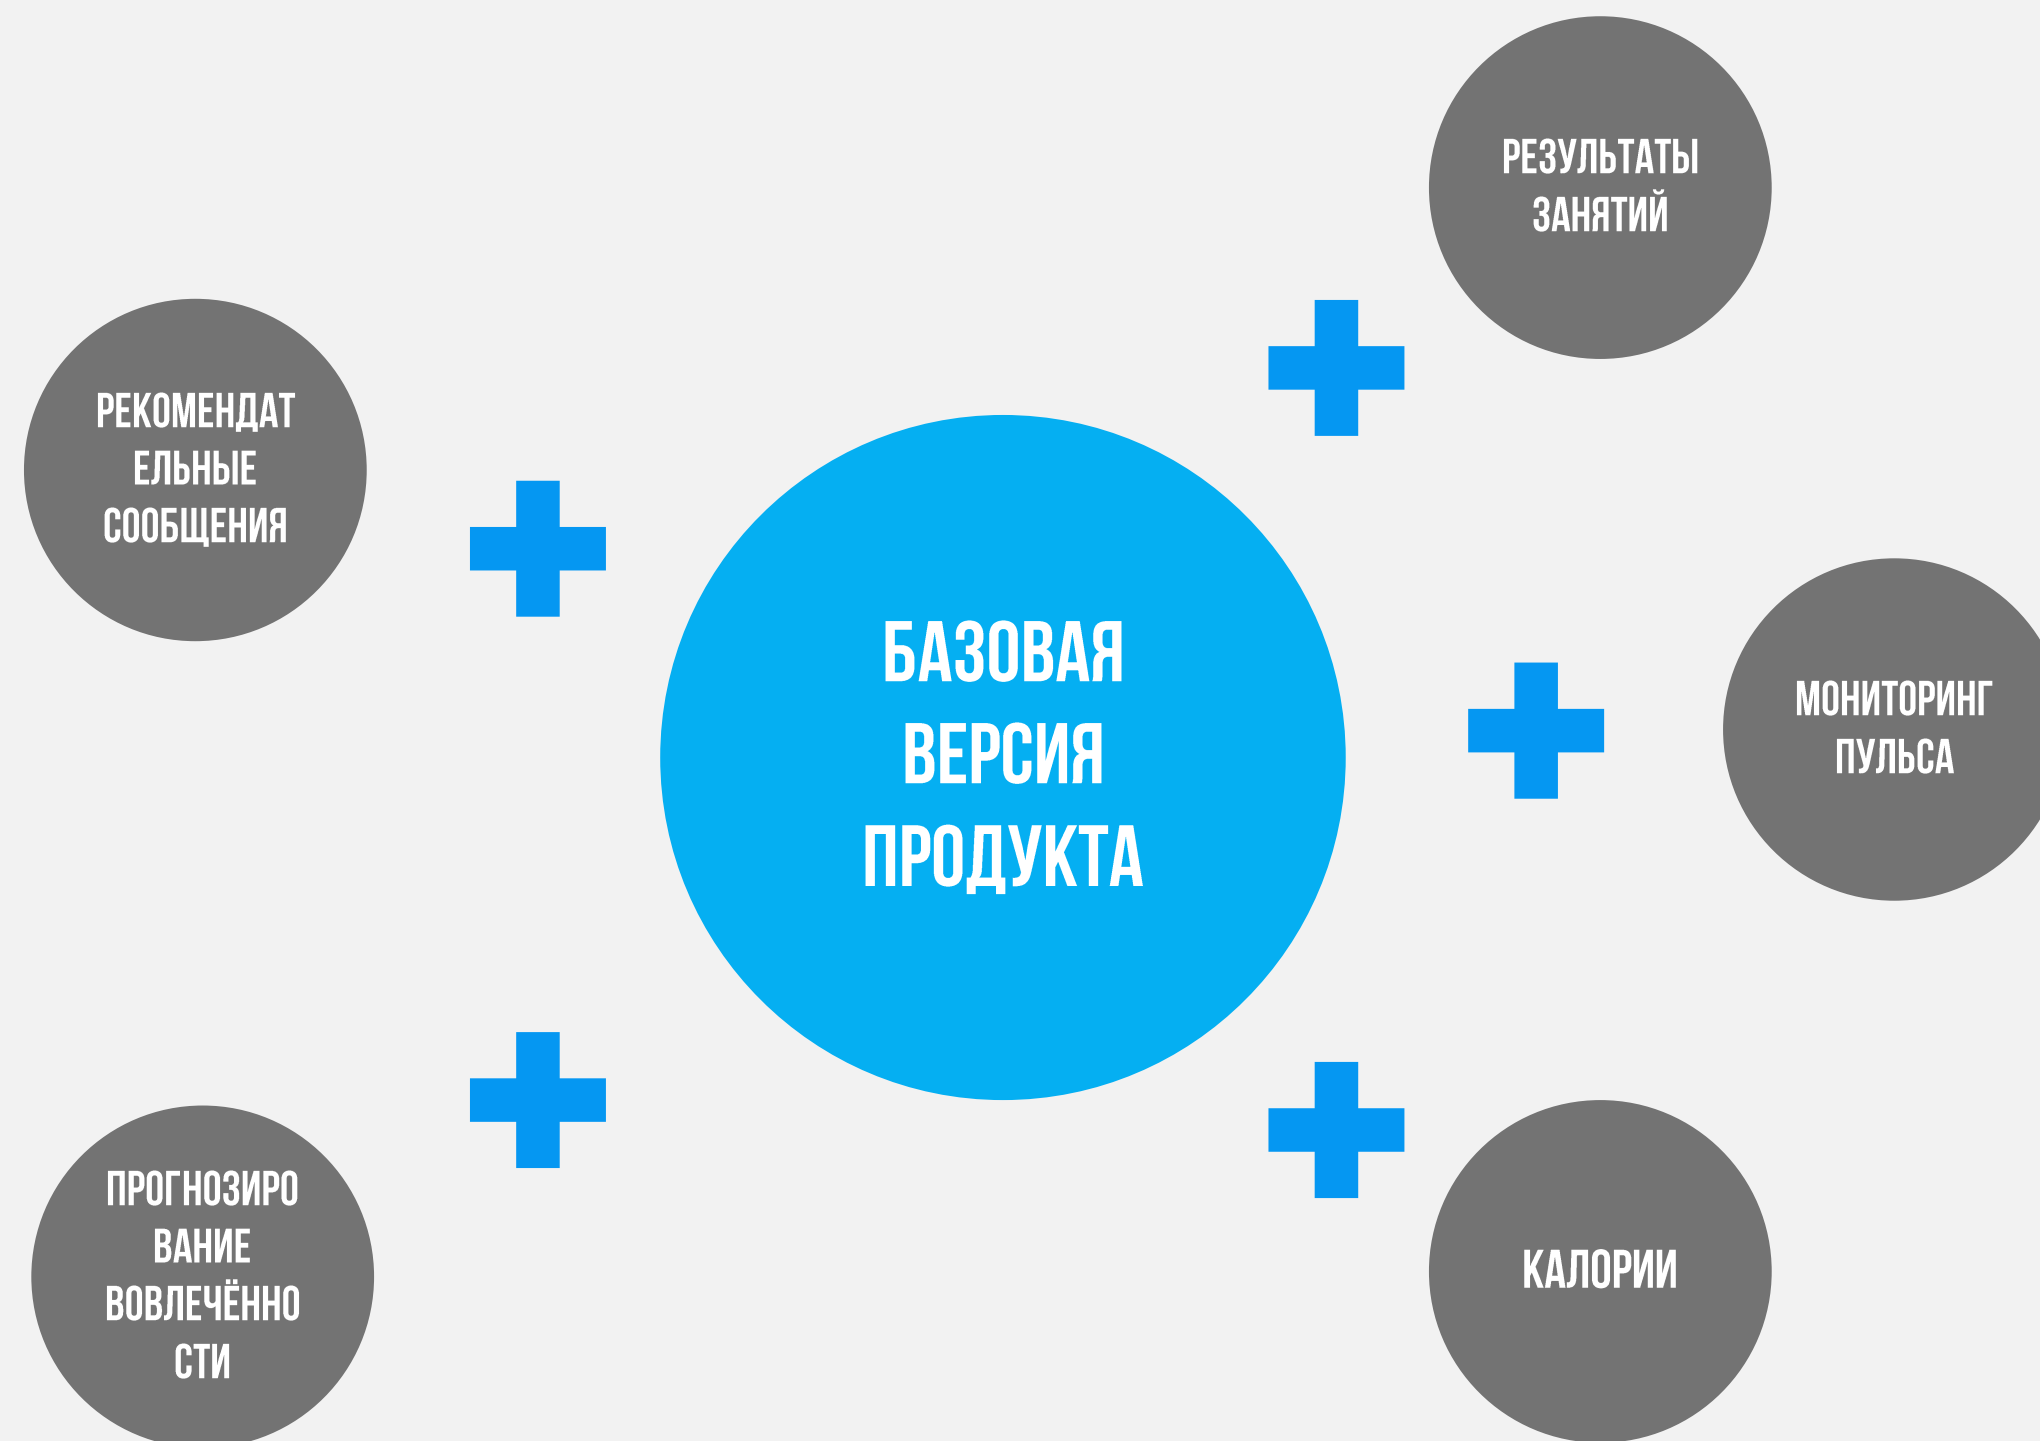 РЕЗУЛЬТАТЫ
ЗАНЯТИЙ
РЕКОМЕНДАТ
ЕЛЬНЫЕ
СООБЩЕНИЯ
БАЗОВАЯ
ВЕРСИЯ
ПРОДУКТА
МОНИТОРИНГ
ПУЛЬСА
ПРОГНОЗИРО
ВАНИЕ
ВОВЛЕЧЁННО
СТИ
КАЛОРИИ